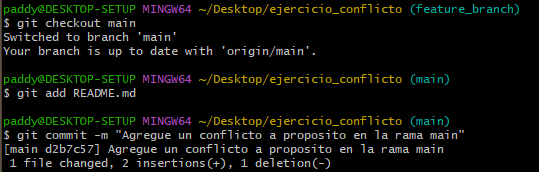 paddy@DESKTOP-SETUP MINGW64 ~/Desktop/ejercicio_conflicto (feature_branch)
$ git checkout main
Switched to branch 'main'
Your branch is up to date with 'origin/main'.
paddy@DESKTOP-SETUP MINGW64 ~/Desktop/ejercicio_conflicto (main)
$ git add README.md
paddy@DESKTOP-SETUP MINGW64 ~/Desktop/ejercicio_conflicto (main)
$ git commit -m "Agregue un conflicto a proposito en la rama main"
[main d2b7c57] Agregue un conflicto a proposito en la rama main
1 file changed, 2 insertions(+), 1 deletion(-)